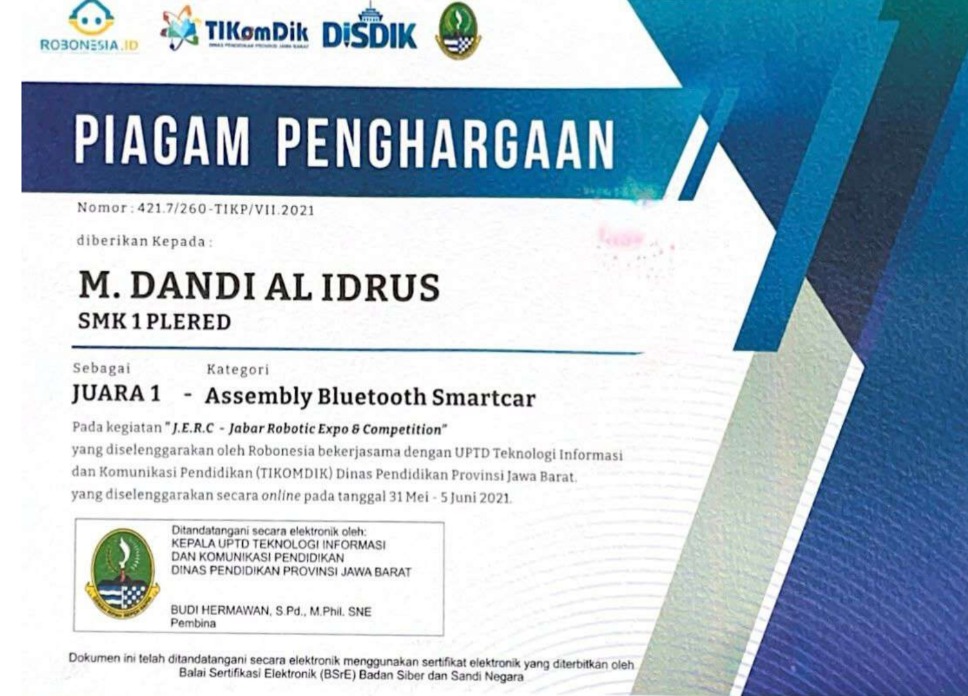 ROBONESIA.ID
TIKomDik
DINAS PENDIDIKAN PROVINSI JAWA BARAT
DISDIK
PIAGAM PENGHARGAAN
Nomor : 421.7/260-TIKP/VII.2021
diberikan Kepada :
M. DANDI AL IDRUS
SMK 1 PLERED
Sebagai Kategori
JUARA 1 - Assembly Bluetooth Smartcar
Pada kegiatan "J.E.R.C - Jabar Robotic Expo & Competition"
yang diselenggarakan oleh Robonesia bekerjasama dengan UPTD Teknologi Informasi
dan Komunikasi Pendidikan (TIKOMDIK) Dinas Pendidikan Provinsi Jawa Barat.
yang diselenggarakan secara online pada tanggal 31 Mei - 5 Juni 2021.
Ditandatangani secara elektronik oleh:
KEPALA UPTD TEKNOLOGI INFORMASI
DAN KOMUNIKASI PENDIDIKAN
DINAS PENDIDIKAN PROVINSI JAWA BARAT
BUDI HERMAWAN, S.Pd., M.Phil. SNE
Pembina
Dokumen ini telah ditandatangani secara elektronik menggunakan sertifikat elektronik yang diterbitkan oleh
Balai Sertifikasi Elektronik (BSrE) Badan Siber dan Sandi Negara